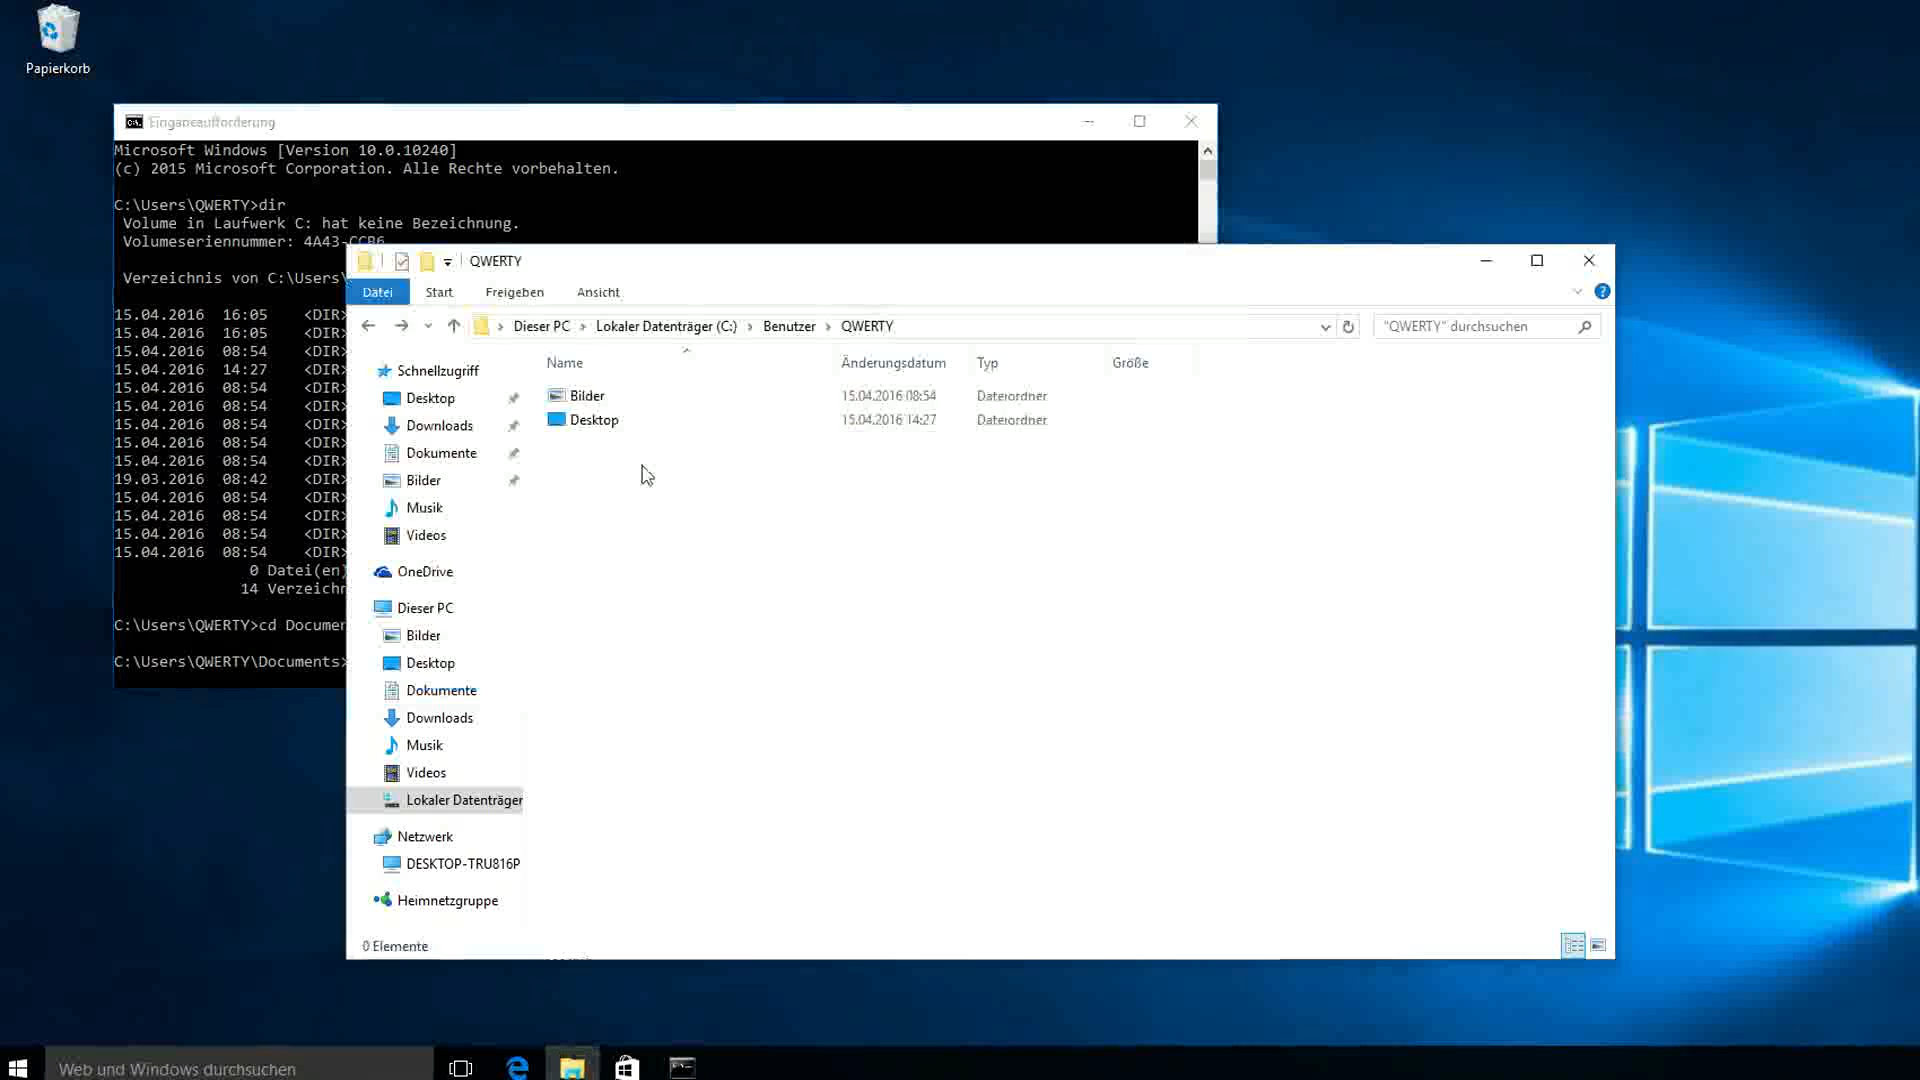 Papierkorb
Eingabeaufforderung
Microsoft Windows [Version 10.0.10240]
(c) 2015 Microsoft Corporation. Alle Rechte vorbehalten.
C:\Users\QWERTY>dir
Volume in Laufwerk C: hat keine Bezeichnung.
Volumeseriennummer: 4A43-CCB6
Verzeichnis von C:\Users\
15.04.2016 16:05 <DIR>
15.04.2016 16:05 <DIR>
15.04.2016 08:54 <DIR>
15.04.2016 14:27 <DIR>
15.04.2016 08:54 <DIR>
15.04.2016 08:54 <DIR>
15.04.2016 08:54 <DIR>
15.04.2016 08:54 <DIR>
15.04.2016 08:54 <DIR>
19.03.2016 08:42 <DIR>
15.04.2016 08:54 <DIR>
15.04.2016 08:54 <DIR>
15.04.2016 08:54 <DIR>
15.04.2016 08:54 <DIR>
0 Datei(en)
14 Verzeichn
C:\Users\QWERTY>cd Documen
C:\Users\QWERTY\Documents>
QWERTY
Datei Start Freigeben Ansicht
Dieser PC > Lokaler Datenträger (C:) > Benutzer > QWERTY
"QWERTY" durchsuchen
Name Änderungsdatum Typ Größe
Bilder 15.04.2016 08:54 Dateiordner
Desktop 15.04.2016 14:27 Dateiordner
Schnellzugriff
Desktop
Downloads
Dokumente
Bilder
Musik
Videos
OneDrive
Dieser PC
Bilder
Desktop
Dokumente
Downloads
Musik
Videos
Lokaler Datenträger
Netzwerk
DESKTOP-TRU816P
Heimnetzgruppe
0 Elemente
Web und Windows durchsuchen